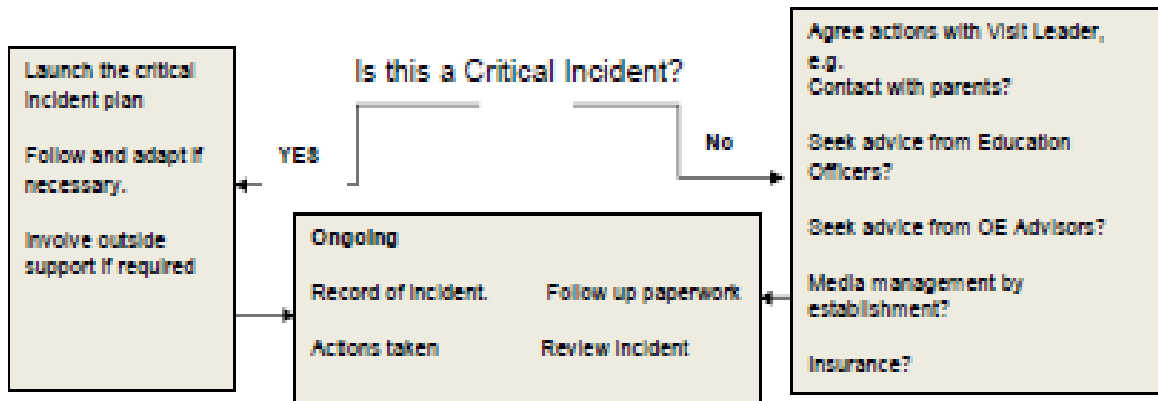 Is this a Critical Incident?
YES
No
Launch the critical
incident plan
Follow and adapt if
necessary.
Involve outside
support if required
Agree actions with Visit Leader,
e.g.
Contact with parents?
Seek advice from Education
Officers?
Seek advice from OE Advisors?
Media management by
establishment?
Insurance?
Ongoing
Record of incident. Follow up paperwork
Actions taken Review incident